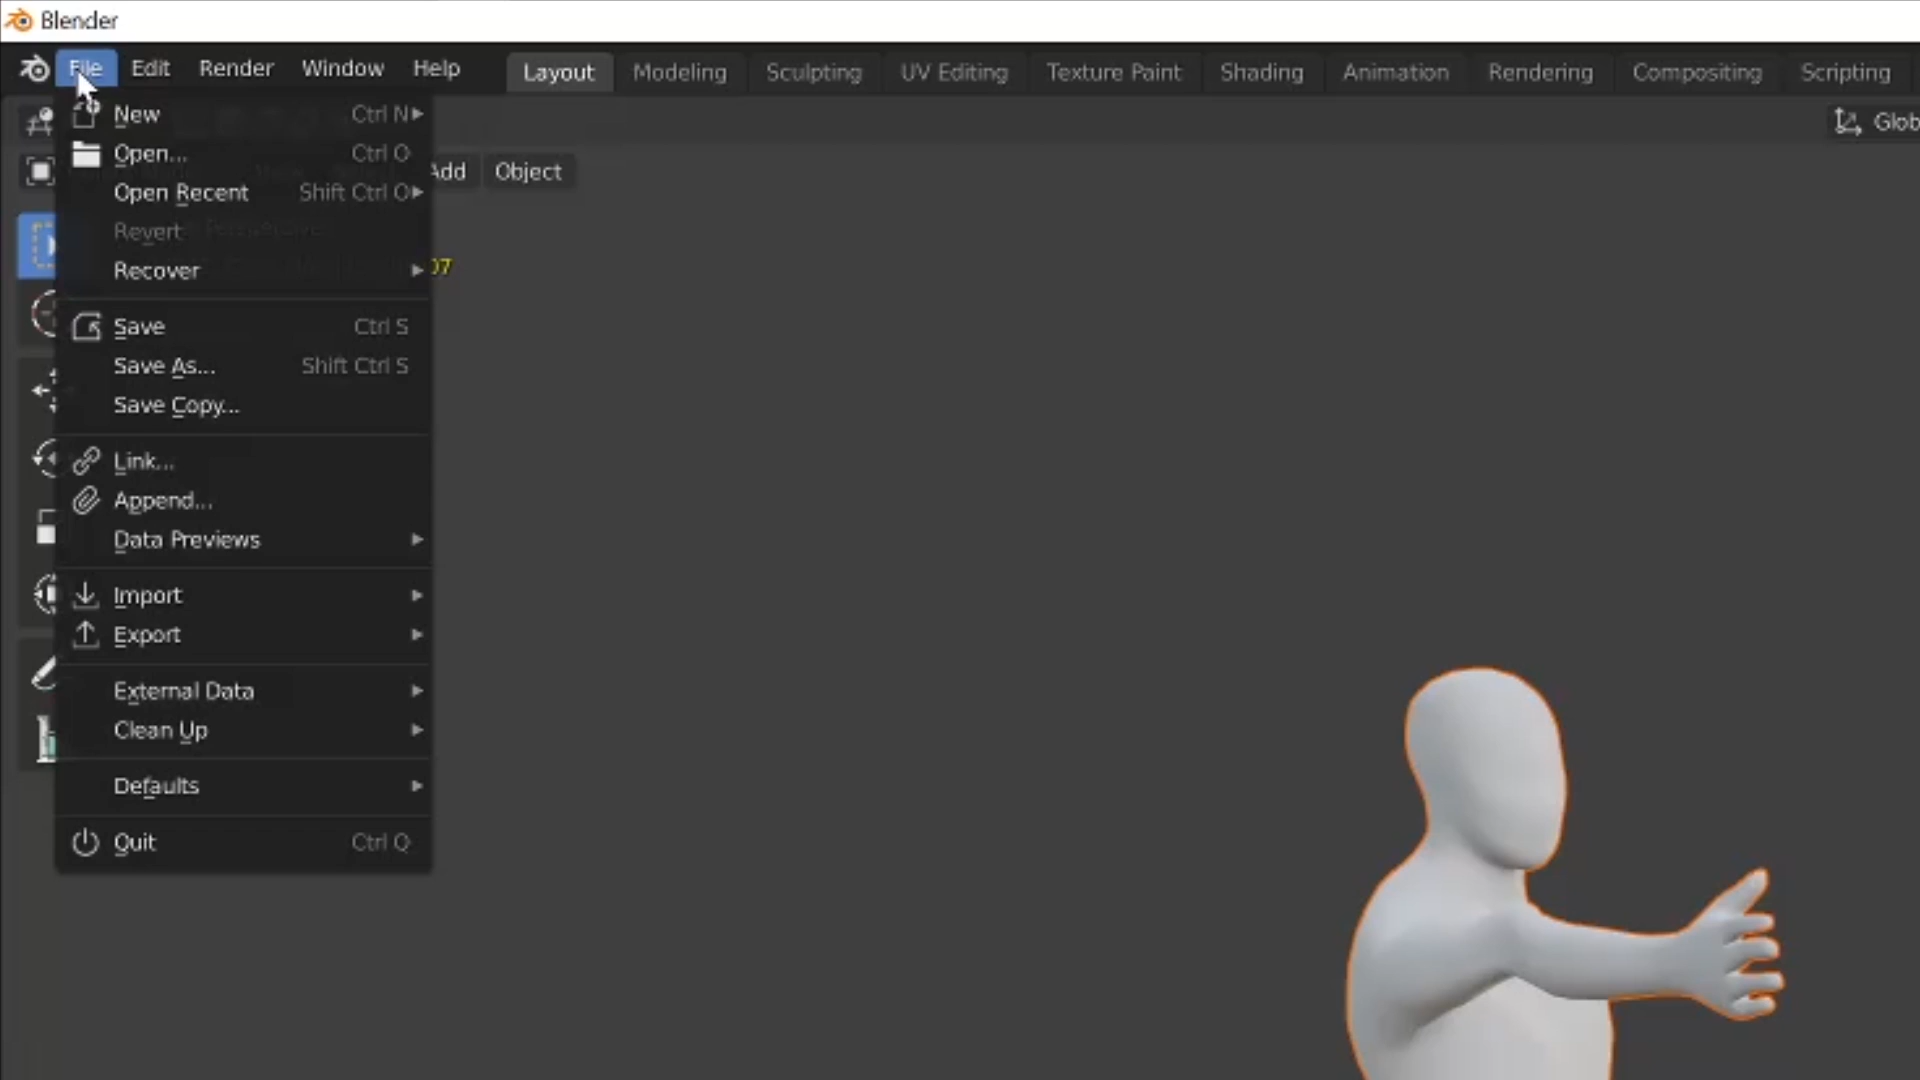 Blender
File Edit Render Window Help Layout Modeling Sculpting UV Editing Texture Paint Shading Animation Rendering Compositing Scripting
New Ctrl N
Open... Ctrl O
Add Object
Open Recent Shift Ctrl O
Revert
Recover
07
Save Ctrl S
Save As... Shift Ctrl S
Save Copy...
Link...
Append...
Data Previews
Import
Export
External Data
Clean Up
Defaults
Quit Ctrl Q
Glob